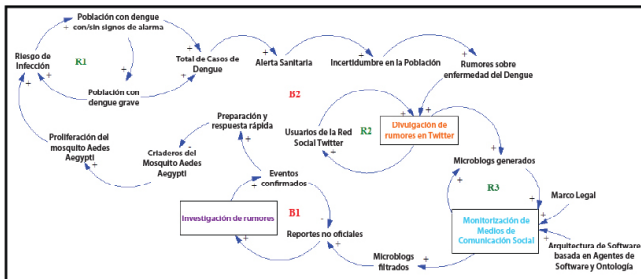 Población con dengue
con/sin signos de alarma
Riesgo de
Infección
R1
Población con
dengue grave
Total de Casos de
Dengue
Alerta Sanitaria
Incertidumbre en la Población
Rumores sobre
enfermedad del Dengue
B2
Preparación y
respuesta rápida
Usuarios de la Red
Social Twitter
R2
Divulgación de
rumores en Twitter
Proliferación del
mosquito Aedes
Aegypti
Criaderos del
Mosquito Aedes
Aegypti
Eventos
confirmados
Microblogs generados
R3
Marco Legal
Investigación de rumores
B1
Reportes no oficiales
Monitorización de
Medios de
Comunicación Social
Microblogs
filtrados
Arquitectura de Software
basada en Agentes de
Software y Ontología